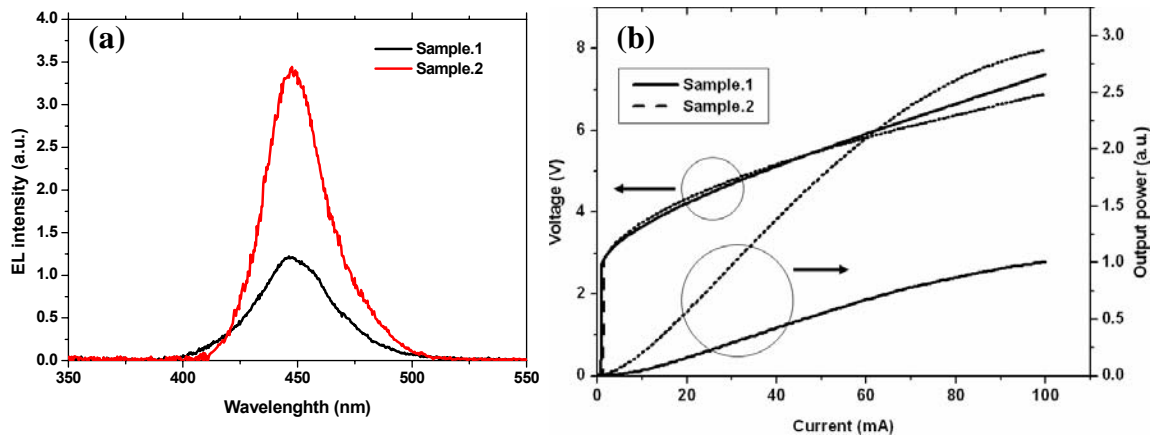 (a)
Sample.1
Sample.2
EL intensity (a.u.)
4.0
3.5
3.0
2.5
2.0
1.5
1.0
0.5
0.0
350 400 450 500 550
Wavelenghth (nm)
(b)
Sample.1
Sample.2
Voltage (V)
8
6
4
2
0
Output power (a.u.)
3.0
2.5
2.0
1.5
1.0
0.5
0.0
0 20 40 60 80 100
Current (mA)